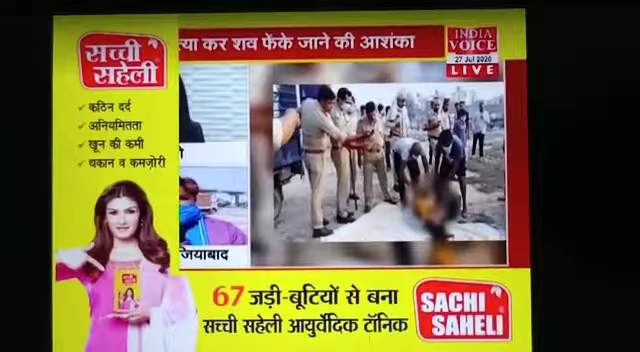 सच्ची
सहेली
त्या कर शव फेंके जाने की आशंका
INDIA
VOICE
27 Jul 2020
LIVE
✓ कठिन दर्द
✓ अनियमितता
✓ खून की कमी
✓ थकान व कमज़ोरी
जियाबाद
67 जड़ी-बूटियों से बना
सच्ची सहेली आयुर्वेदिक टॉनिक
SACHI
SAHELI